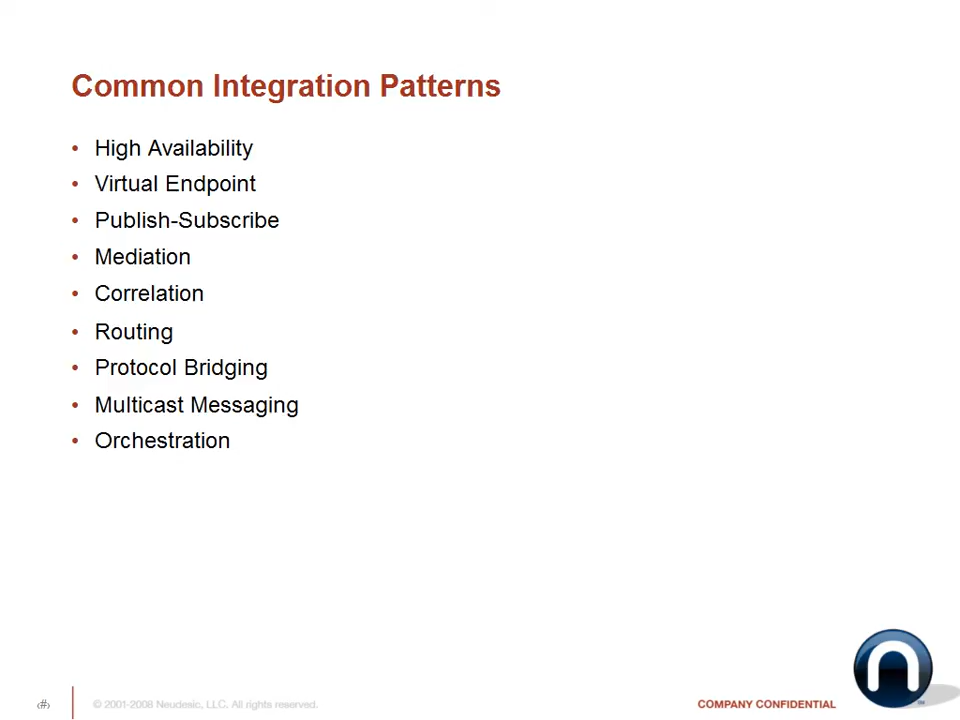 Common Integration Patterns
• High Availability
• Virtual Endpoint
• Publish-Subscribe
• Mediation
• Correlation
• Routing
• Protocol Bridging
• Multicast Messaging
• Orchestration
‹#›
© 2001-2008 Neudesic, LLC. All rights reserved.
COMPANY CONFIDENTIAL